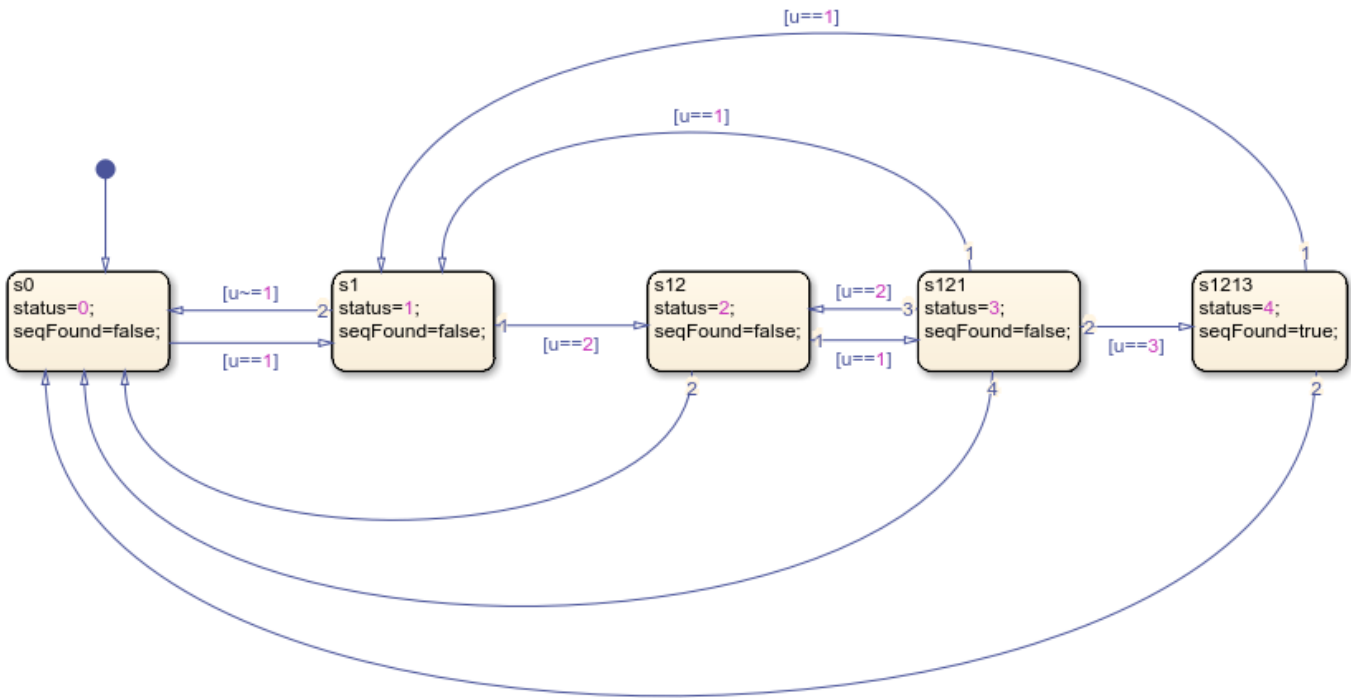 [u==1]
[u==1]
1
1
s0
status=0;
seqFound=false;
[u~=1]
2
[u==1]
s1
status=1;
seqFound=false;
1
[u==2]
s12
status=2;
seqFound=false;
[u==2]
3
1
[u==1]
s121
status=3;
seqFound=false;
2
[u==3]
s1213
status=4;
seqFound=true;
2
4
2